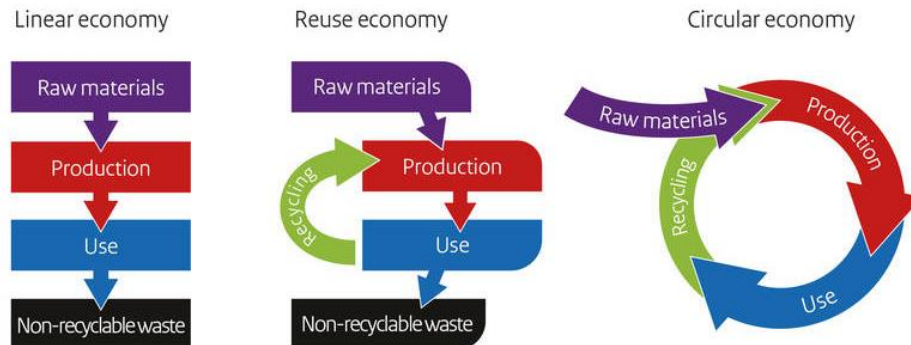 Linear economy
Raw materials
Production
Use
Non-recyclable waste
Reuse economy
Raw materials
Production
Recycling
Use
Non-recyclable waste
Circular economy
Raw materials
Production
Use
Recycling